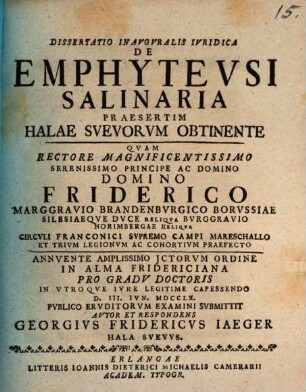 15.
DISSERTATIO INAVGVRALIS IVRIDICA
DE
EMPHYTEVSI
SALINARIA
PRAESERTIM
HALAE SVEVORVM OBTINENTE
QVAM
RECTORE MAGNIFICENTISSIMO
SERENISSIMO PRINCIPE AC DOMINO
DOMINO
FRIDERICO
MARGGRAVIO BRANDENBVRGICO BORVSSIAE
SILESIAEQVE DVCE RELIQVA BVRGGRAVIO
NORIMBERGAE RELIQVA
CIRCVLI FRANCONICI SVPREMO CAMPI MARESCHALLO
ET TRIVM LEGIONVM AC COHORTIVM PRAEFECTO
ANNVENTE AMPLISSIMO JCTORVM ORDINE
IN ALMA FRIDERICIANA
PRO GRADV DOCTORIS
IN VTROQVE IVRE LEGITIME CAPESSENDO
D. III. IVN. MDCCLX.
PVBLICO ERVDITORVM EXAMINI SVBMITTIT
AVTOR ET RESPONDENS
GEORGIVS FRIDERICVS IAEGER
HALA SVEVVS.
ERLANGAE
LITTERIS IOANNIS DIETERICI MICHAELIS CAMERARII
ACADEM. TYPOGR.